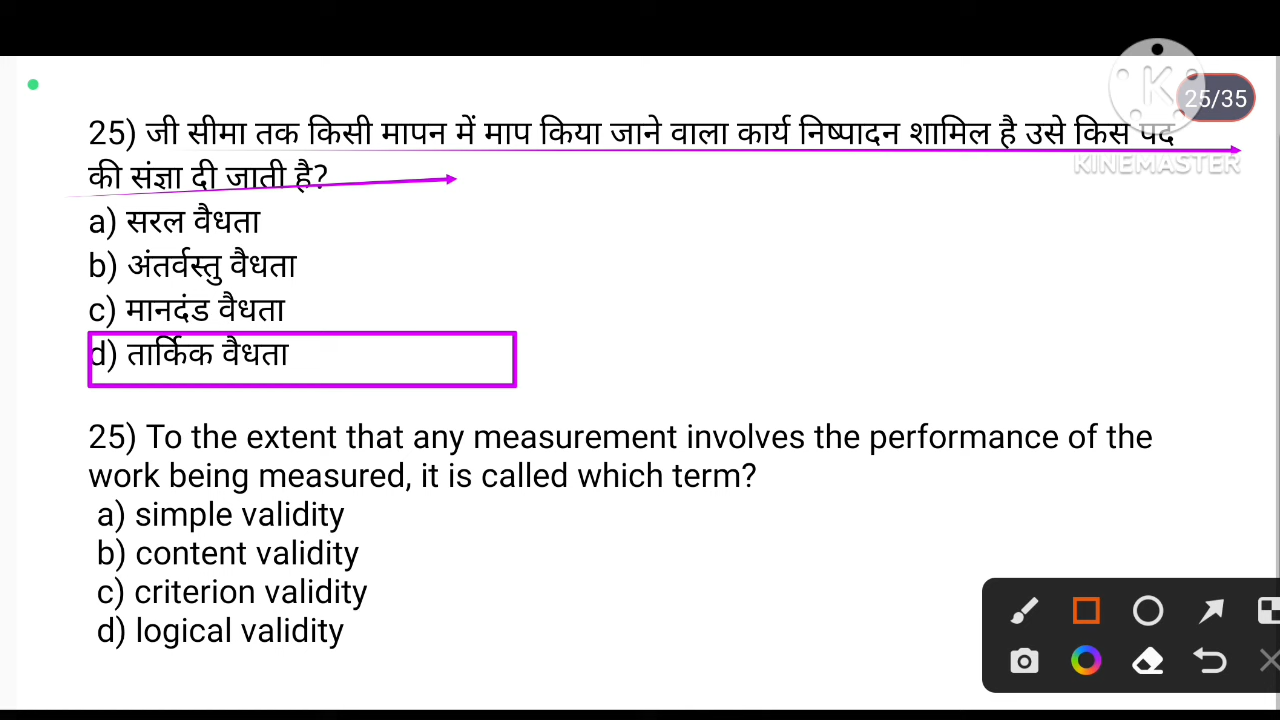 25/35
25) जी सीमा तक किसी मापन में माप किया जाने वाला कार्य निष्पादन शामिल है उसे किस पद
KINEMASTER
की संज्ञा दी जाती है?
a) सरल वैधता
b) अंतर्वस्तु वैधता
c) मानदंड वैधता
d) तार्किक वैधता
25) To the extent that any measurement involves the performance of the
work being measured, it is called which term?
a) simple validity
b) content validity
c) criterion validity
d) logical validity